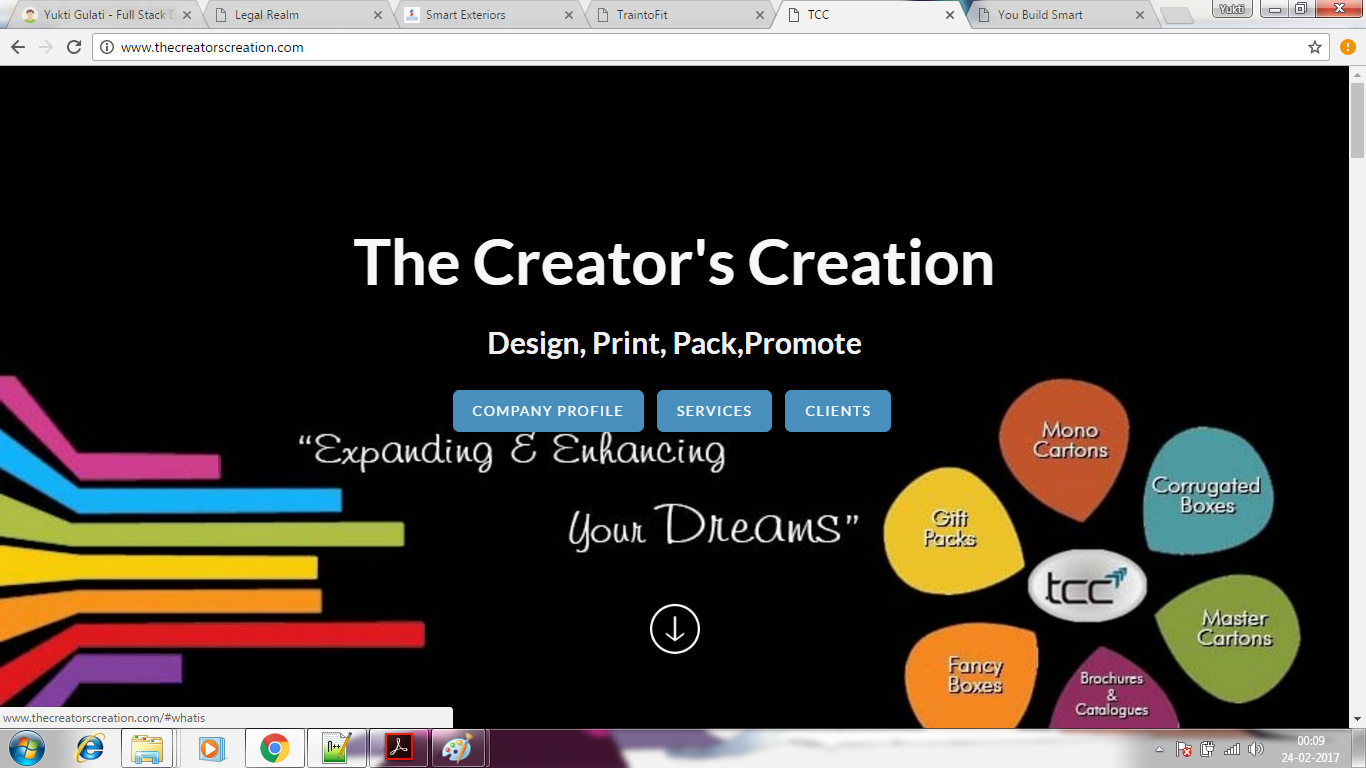 Yukti Gulati - Full Stack D
Legal Realm
Smart Exteriors
TraintoFit
TCC
You Build Smart
Yukti
www.thecreatorscreation.com
The Creator's Creation
Design, Print, Pack,Promote
COMPANY PROFILE
SERVICES
CLIENTS
“Expanding & Enhancing
Your Dreams”
Mono
Cartons
Corrugated
Boxes
Gift
Packs
tcc
Master
Cartons
Fancy
Boxes
Brochures
&
Catalogues
www.thecreatorscreation.com/#whatis
00:09
24-02-2017